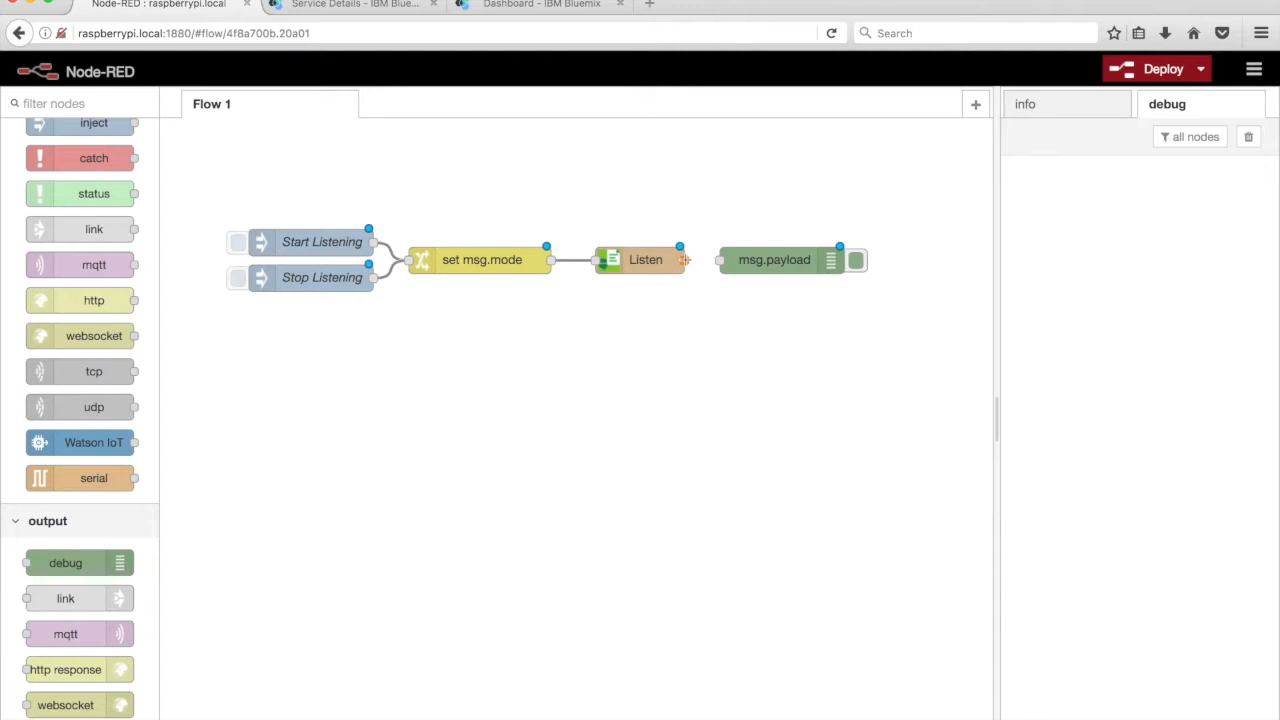 Node-RED : raspberrypi.local
Service Details - IBM Blue...
Dashboard - IBM Bluemix
raspberrypi.local:1880/#flow/4f8a700b.20a01
Search
Node-RED
Deploy
filter nodes
Flow 1
info
debug
all nodes
inject
catch
status
link
mqtt
http
websocket
tcp
udp
Watson IoT
serial
output
debug
link
mqtt
http response
websocket
Start Listening
Stop Listening
set msg.mode
Listen
msg.payload